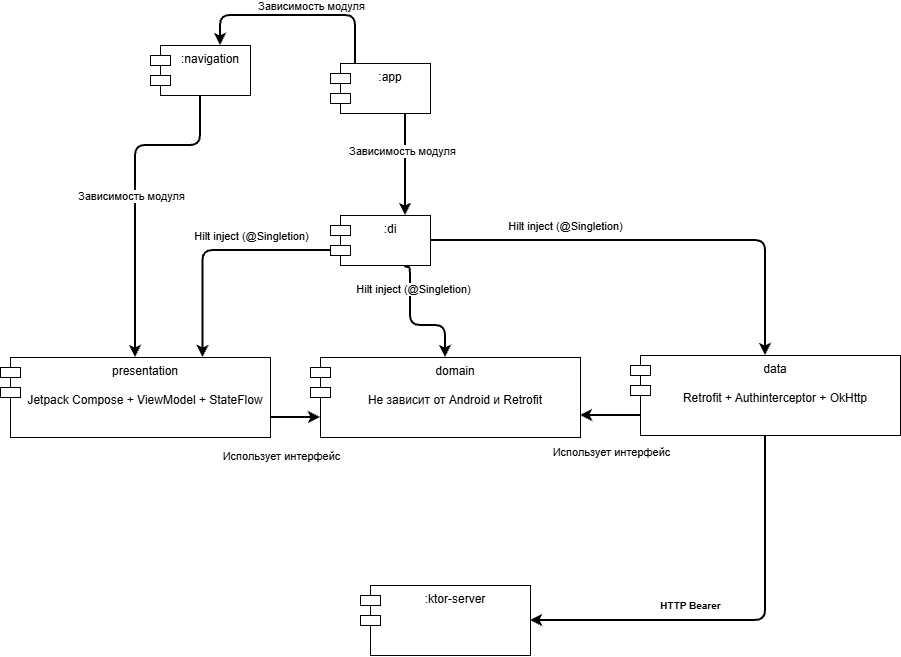 Зависимость модуля
:navigation
:app
Зависимость модуля
Зависимость модуля
:di
Hilt inject (@Singletion)
Hilt inject (@Singletion)
Hilt inject (@Singletion)
presentation
Jetpack Compose + ViewModel + StateFlow
domain
Не зависит от Android и Retrofit
data
Retrofit + Authinterceptor + OkHttp
Использует интерфейс
Использует интерфейс
:ktor-server
HTTP Bearer